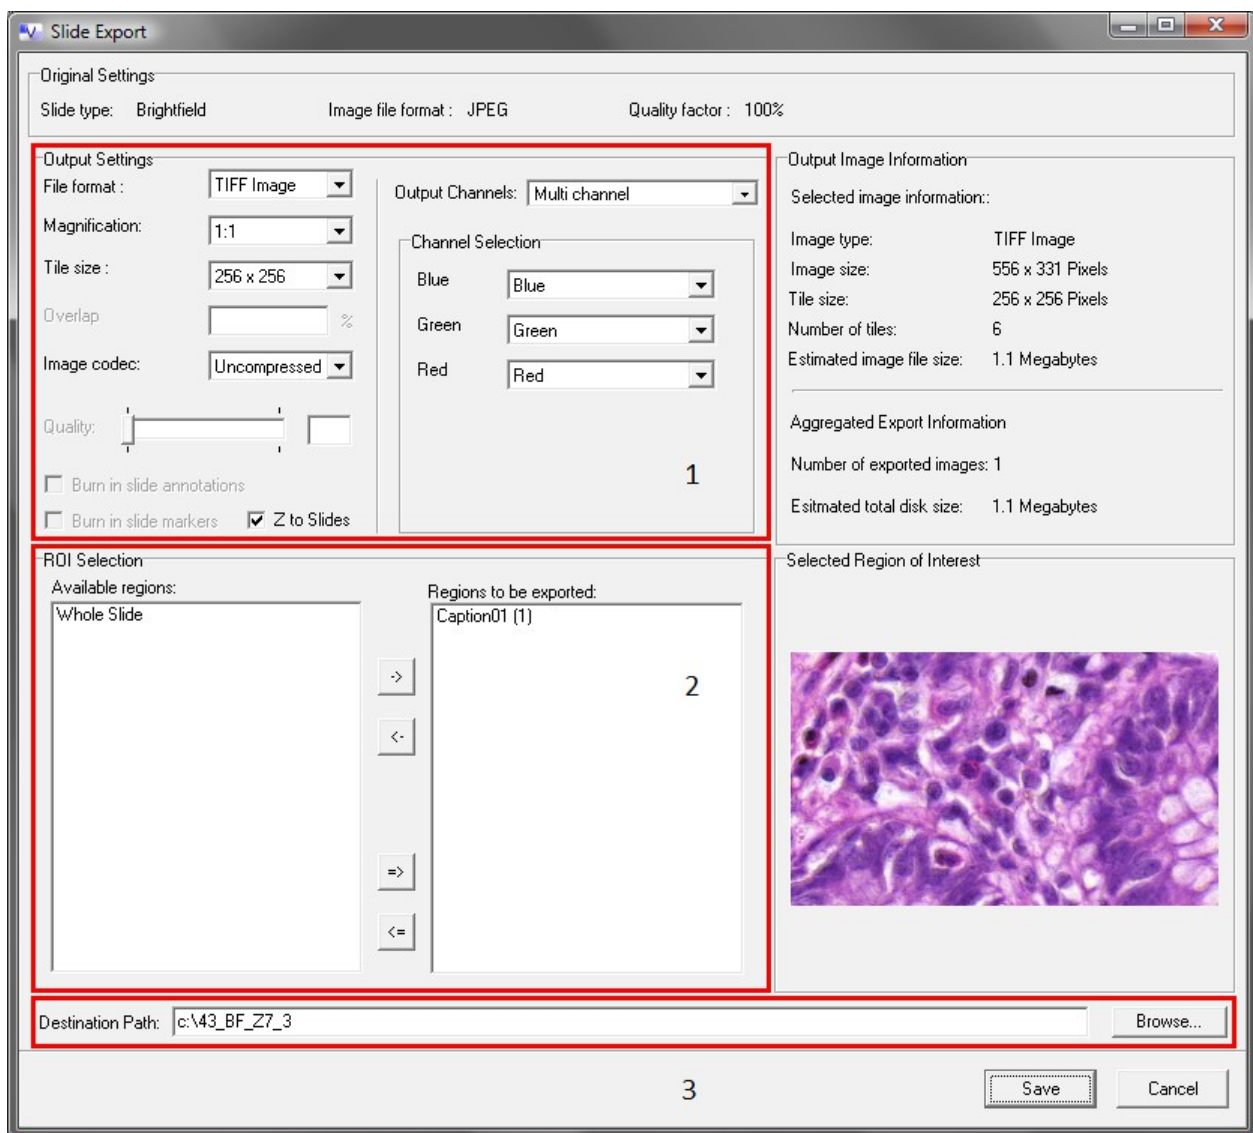 Slide Export
Original Settings
Slide type: Brightfield Image file format : JPEG Quality factor : 100%
Output Settings
File format : TIFF Image
Magnification: 1:1
Tile size : 256 x 256
Overlap %
Image codec: Uncompressed
Quality:
Burn in slide annotations
Burn in slide markers Z to Slides
Output Channels: Multi channel
Channel Selection
Blue Blue
Green Green
Red Red
1
Output Image Information
Selected image information::
Image type: TIFF Image
Image size: 556 x 331 Pixels
Tile size: 256 x 256 Pixels
Number of tiles: 6
Estimated image file size: 1.1 Megabytes
Aggregated Export Information
Number of exported images: 1
Esitmated total disk size: 1.1 Megabytes
ROI Selection
Available regions:
Whole Slide
->
<-
=>
<=
Regions to be exported:
Caption01 (1)
2
Selected Region of Interest
Destination Path: c:\43_BF_Z7_3 Browse...
3
Save Cancel